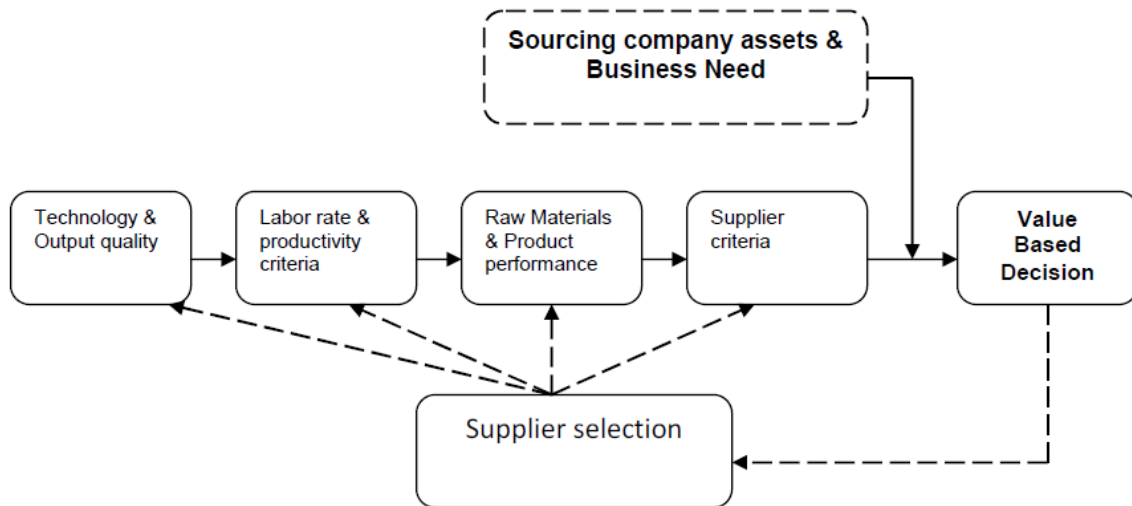 Sourcing company assets &
Business Need
Technology &
Output quality
Labor rate &
productivity
criteria
Raw Materials
& Product
performance
Supplier
criteria
Value
Based
Decision
Supplier selection